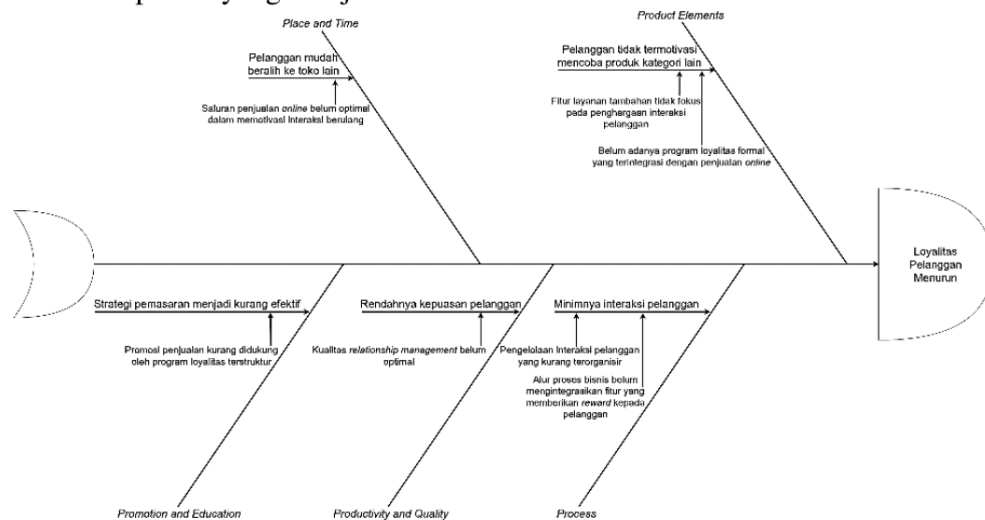 Place and Time
Pelanggan mudah
beralih ke toko lain
Saluran penjualan online belum optimal
dalam memotivasi Interaksi berulang
Product Elements
Pelanggan tidak termotivasi
mencoba produk kategori lain
Fitur layanan tambahan tidak fokus
pada penghargaan interaksi
pelanggan
Belum adanya program loyalitas formal
yang terintegrasi dengan penjualan online
Loyalitas
Pelanggan
Menurun
Strategi pemasaran menjadi kurang efektif
Promosi penjualan kurang didukung
oleh program loyalitas terstruktur
Promotion and Education
Rendahnya kepuasan pelanggan
Kualitas relationship management belum
optimal
Productivity and Quality
Minimnya interaksi pelanggan
Pengelolaan Interaksi pelanggan
yang kurang terorganisir
Alur proses bisnis belum
mengintegrasikan fitur yang
memberikan reward kepada
pelanggan
Process